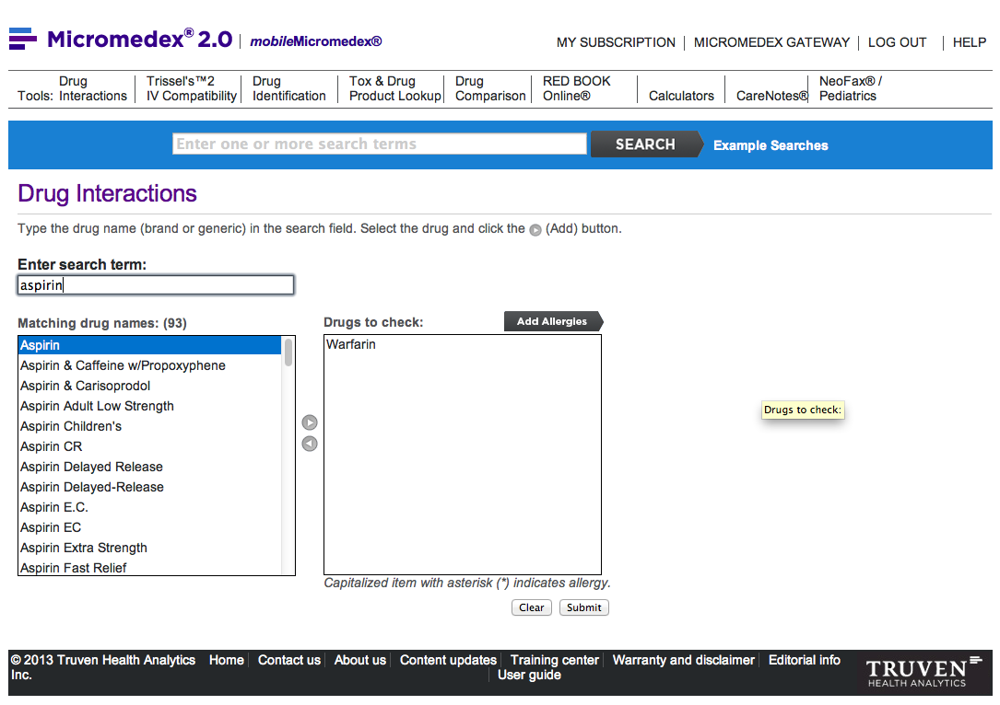 Micromedex® 2.0 | mobileMicromedex®
MY SUBSCRIPTION | MICROMEDEX GATEWAY | LOG OUT | HELP
Tools:
Drug
Interactions
Trissel's™2
IV Compatibility
Drug
Identification
Tox & Drug
Product Lookup
Drug
Comparison
RED BOOK
Online®
Calculators
CareNotes®
NeoFax® /
Pediatrics
Enter one or more search terms
SEARCH
Example Searches
Drug Interactions
Type the drug name (brand or generic) in the search field. Select the drug and click the (Add) button.
Enter search term:
aspirin
Matching drug names: (93)
Aspirin
Aspirin & Caffeine w/Propoxyphene
Aspirin & Carisoprodol
Aspirin Adult Low Strength
Aspirin Children's
Aspirin CR
Aspirin Delayed Release
Aspirin Delayed-Release
Aspirin E.C.
Aspirin EC
Aspirin Extra Strength
Aspirin Fast Relief
Drugs to check:
Add Allergies
Warfarin
Drugs to check:
Capitalized item with asterisk (*) indicates allergy.
Clear
Submit
© 2013 Truven Health Analytics
Inc.
Home | Contact us | About us | Content updates | Training center | Warranty and disclaimer | Editorial info
| User guide
TRUVEN
HEALTH ANALYTICS